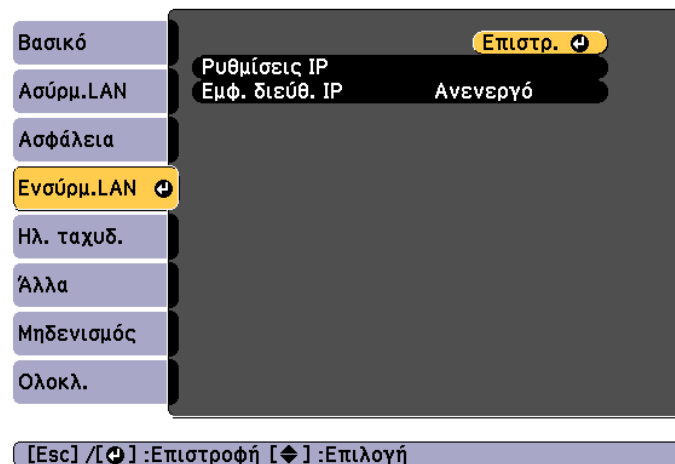 Βασικό
Ασύρμ.LAN
Ασφάλεια
Ενσύρμ.LAN
Ηλ. ταχυδ.
Άλλα
Μηδενισμός
Ολοκλ.
Επιστρ.
Ρυθμίσεις IP
Εμφ. διεύθ. IP Ανενεργό
[Esc] /[⏎] :Επιστροφή [◆] :Επιλογή